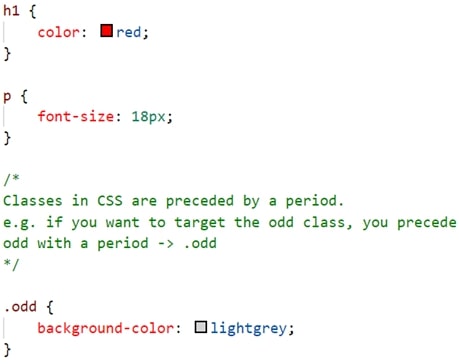 h1 {
color: red;
}
p {
font-size: 18px;
}
/*
Classes in CSS are preceded by a period.
e.g. if you want to target the odd class, you precede
odd with a period -> .odd
*/
.odd {
background-color: lightgrey;
}